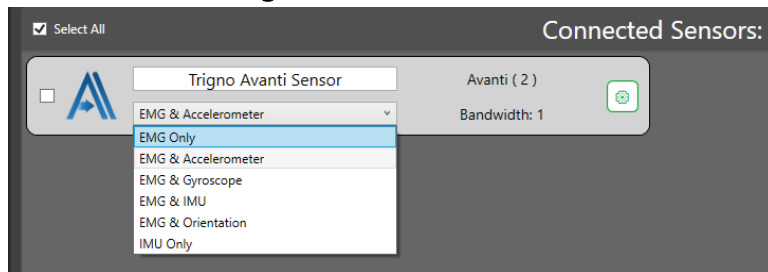 Select All
Connected Sensors:
Trigno Avanti Sensor
Avanti ( 2 )
EMG & Accelerometer
Bandwidth: 1
EMG Only
EMG & Accelerometer
EMG & Gyroscope
EMG & IMU
EMG & Orientation
IMU Only